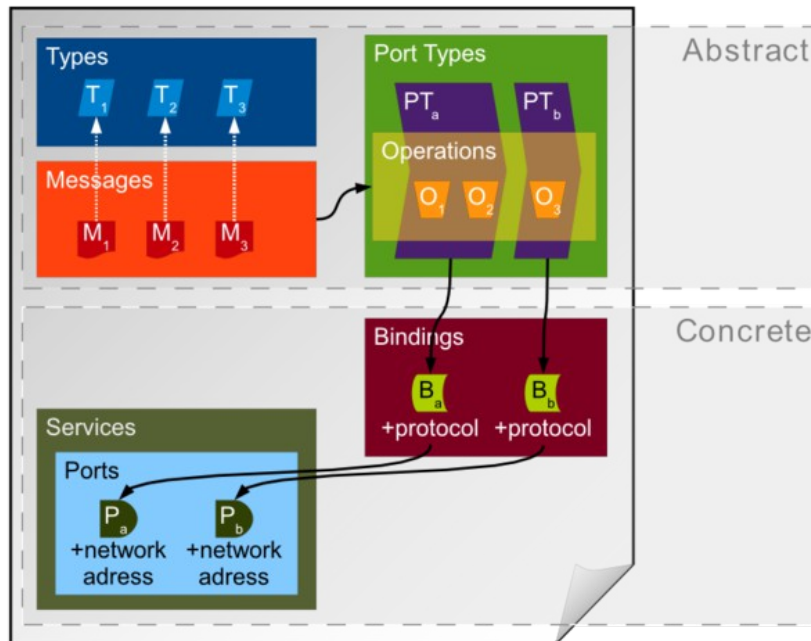 Abstract
Types
T1 T2 T3
Messages
M1 M2 M3
Port Types
PTa PTb
Operations
O1 O2 O3
Concrete
Bindings
Ba Bb
+protocol +protocol
Services
Ports
Pa Pb
+network +network
adress adress